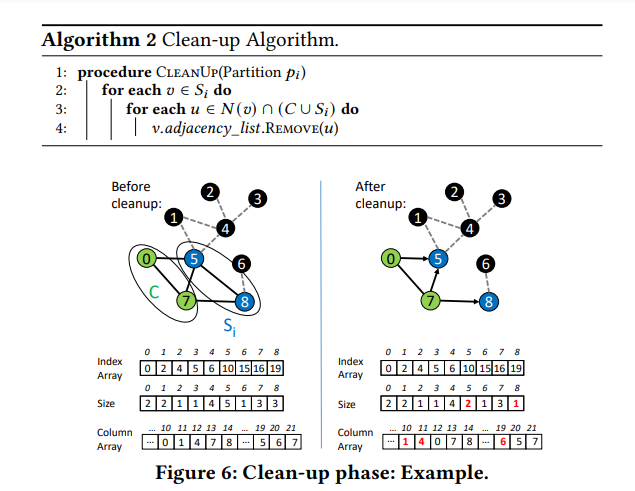 Algorithm 2 Clean-up Algorithm.
1: procedure CLEANUP(Partition pᵢ)
2: for each v ∈ Sᵢ do
3: for each u ∈ N(v) ∩ (C ∪ Sᵢ) do
4: v.adjacency_list.REMOVE(u)
Before
cleanup:
2
3
1
4
0
5
6
C
7
8
Sᵢ
0 1 2 3 4 5 6 7 8
Index
Array
0 2 4 5 6 10 15 16 19
0 1 2 3 4 5 6 7 8
Size
2 2 1 1 4 5 1 3 3
... 10 11 12 13 14 ... 19 20 21
Column
Array
... 0 1 4 7 8 ... 5 6 7
After
cleanup:
2
3
1
4
0
5
6
7
8
0 1 2 3 4 5 6 7 8
Index
Array
0 2 4 5 6 10 15 16 19
0 1 2 3 4 5 6 7 8
Size
2 2 1 1 4 2 1 3 1
... 10 11 12 13 14 ... 19 20 21
Column
Array
... 1 4 0 7 8 ... 6 5 7
Figure 6: Clean-up phase: Example.